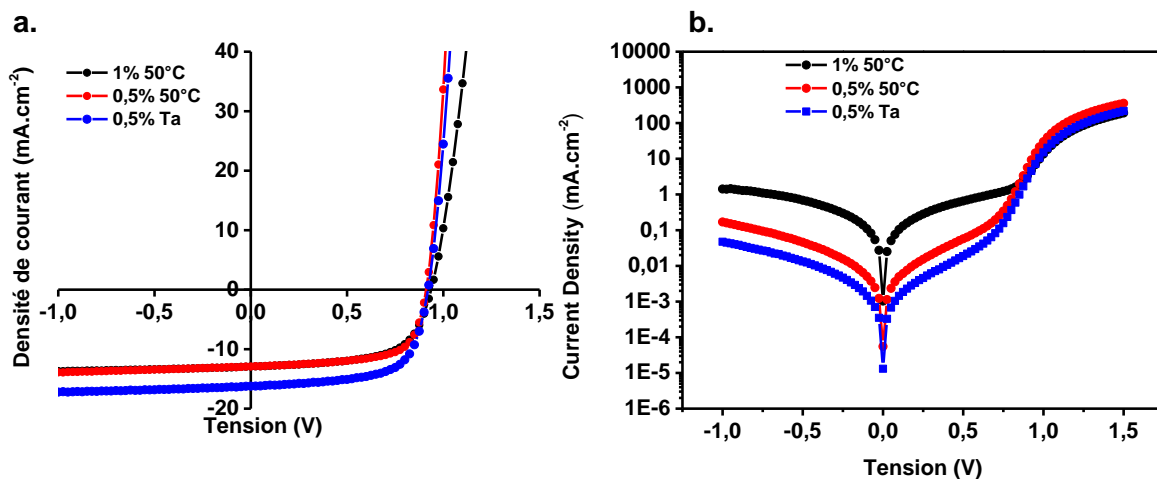 a.
Densité de courant (mA.cm-2)
40
30
20
10
0
-10
-20
-1,0 -0,5 0,5 1,0 1,5
Tension (V)
1% 50°C
0,5% 50°C
0,5% Ta
b.
Current Density (mA.cm-2)
10000
1000
100
10
1
0,1
0,01
1E-3
1E-4
1E-5
1E-6
-1,0 -0,5 0,0 0,5 1,0 1,5
Tension (V)
1% 50°C
0,5% 50°C
0,5% Ta